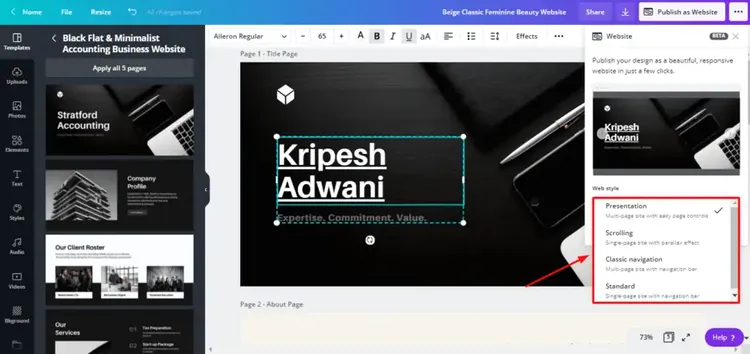 Home
File
Resize
All changes saved
Beige Classic Feminine Beauty Website
Share
Publish as Website
Templates
Uploads
Photos
Elements
Text
Styles
Audio
Videos
Bkground
Black Flat & Minimalist
Accounting Business Website
Apply all 5 pages
Stratford
Accounting
Company
Profile
Our Client Roster
Our
Services
01
Tax Preparation
02
Start-up Package
Aileron Regular
65
A
B
I
U
aA
Effects
Page 1 - Title Page
Kripesh
Adwani
Expertise. Commitment. Value.
Page 2 - About Page
Website
BETA
Publish your design as a beautiful, responsive
website in just a few clicks.
Kripesh
Adwani
Web style
Presentation
Multi-page site with easy page controls
Scrolling
Single-page site with parallax effect
Classic navigation
Multi-page site with navigation bar
Standard
Single-page site with navigation bar
73%
5
Help ?